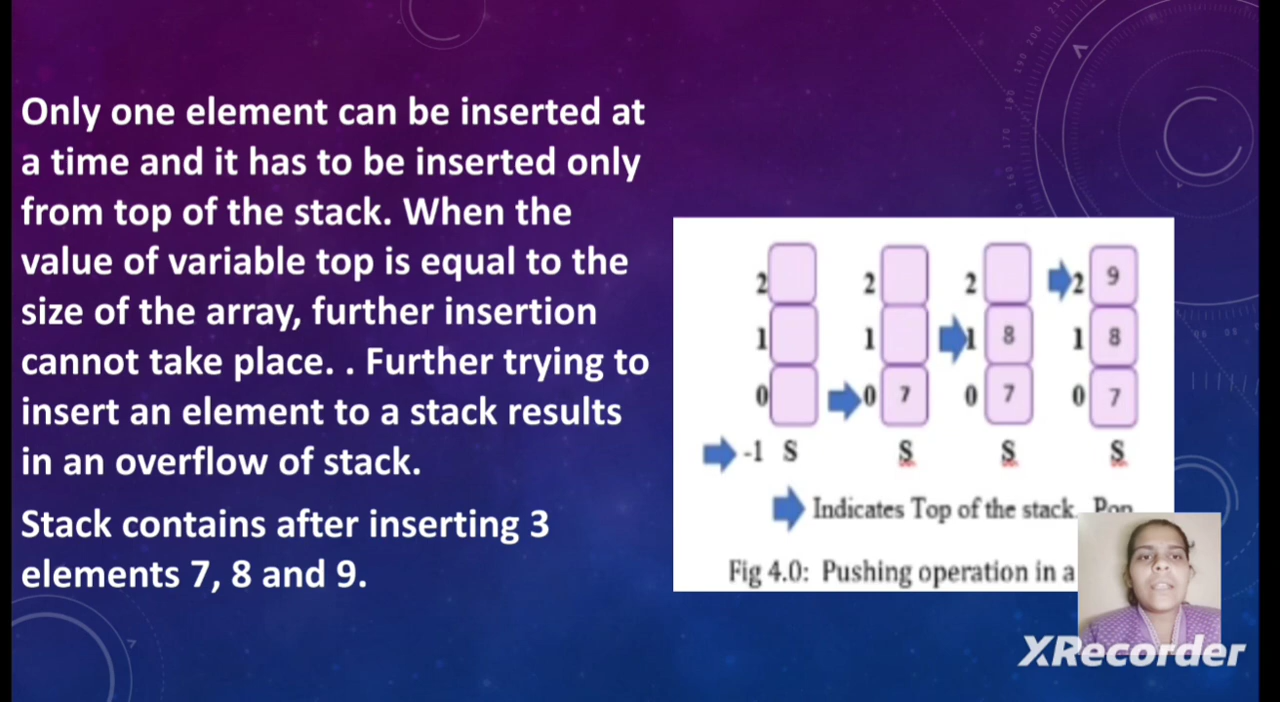 Only one element can be inserted at
a time and it has to be inserted only
from top of the stack. When the
value of variable top is equal to the
size of the array, further insertion
cannot take place. . Further trying to
insert an element to a stack results
in an overflow of stack.
Stack contains after inserting 3
elements 7, 8 and 9.
2 2 2 2 9
1 1 1 8 1 8
0 0 7 0 7 0 7
-1 S S S S
Indicates Top of the stack. Pop
Fig 4.0: Pushing operation in a
XRecorder